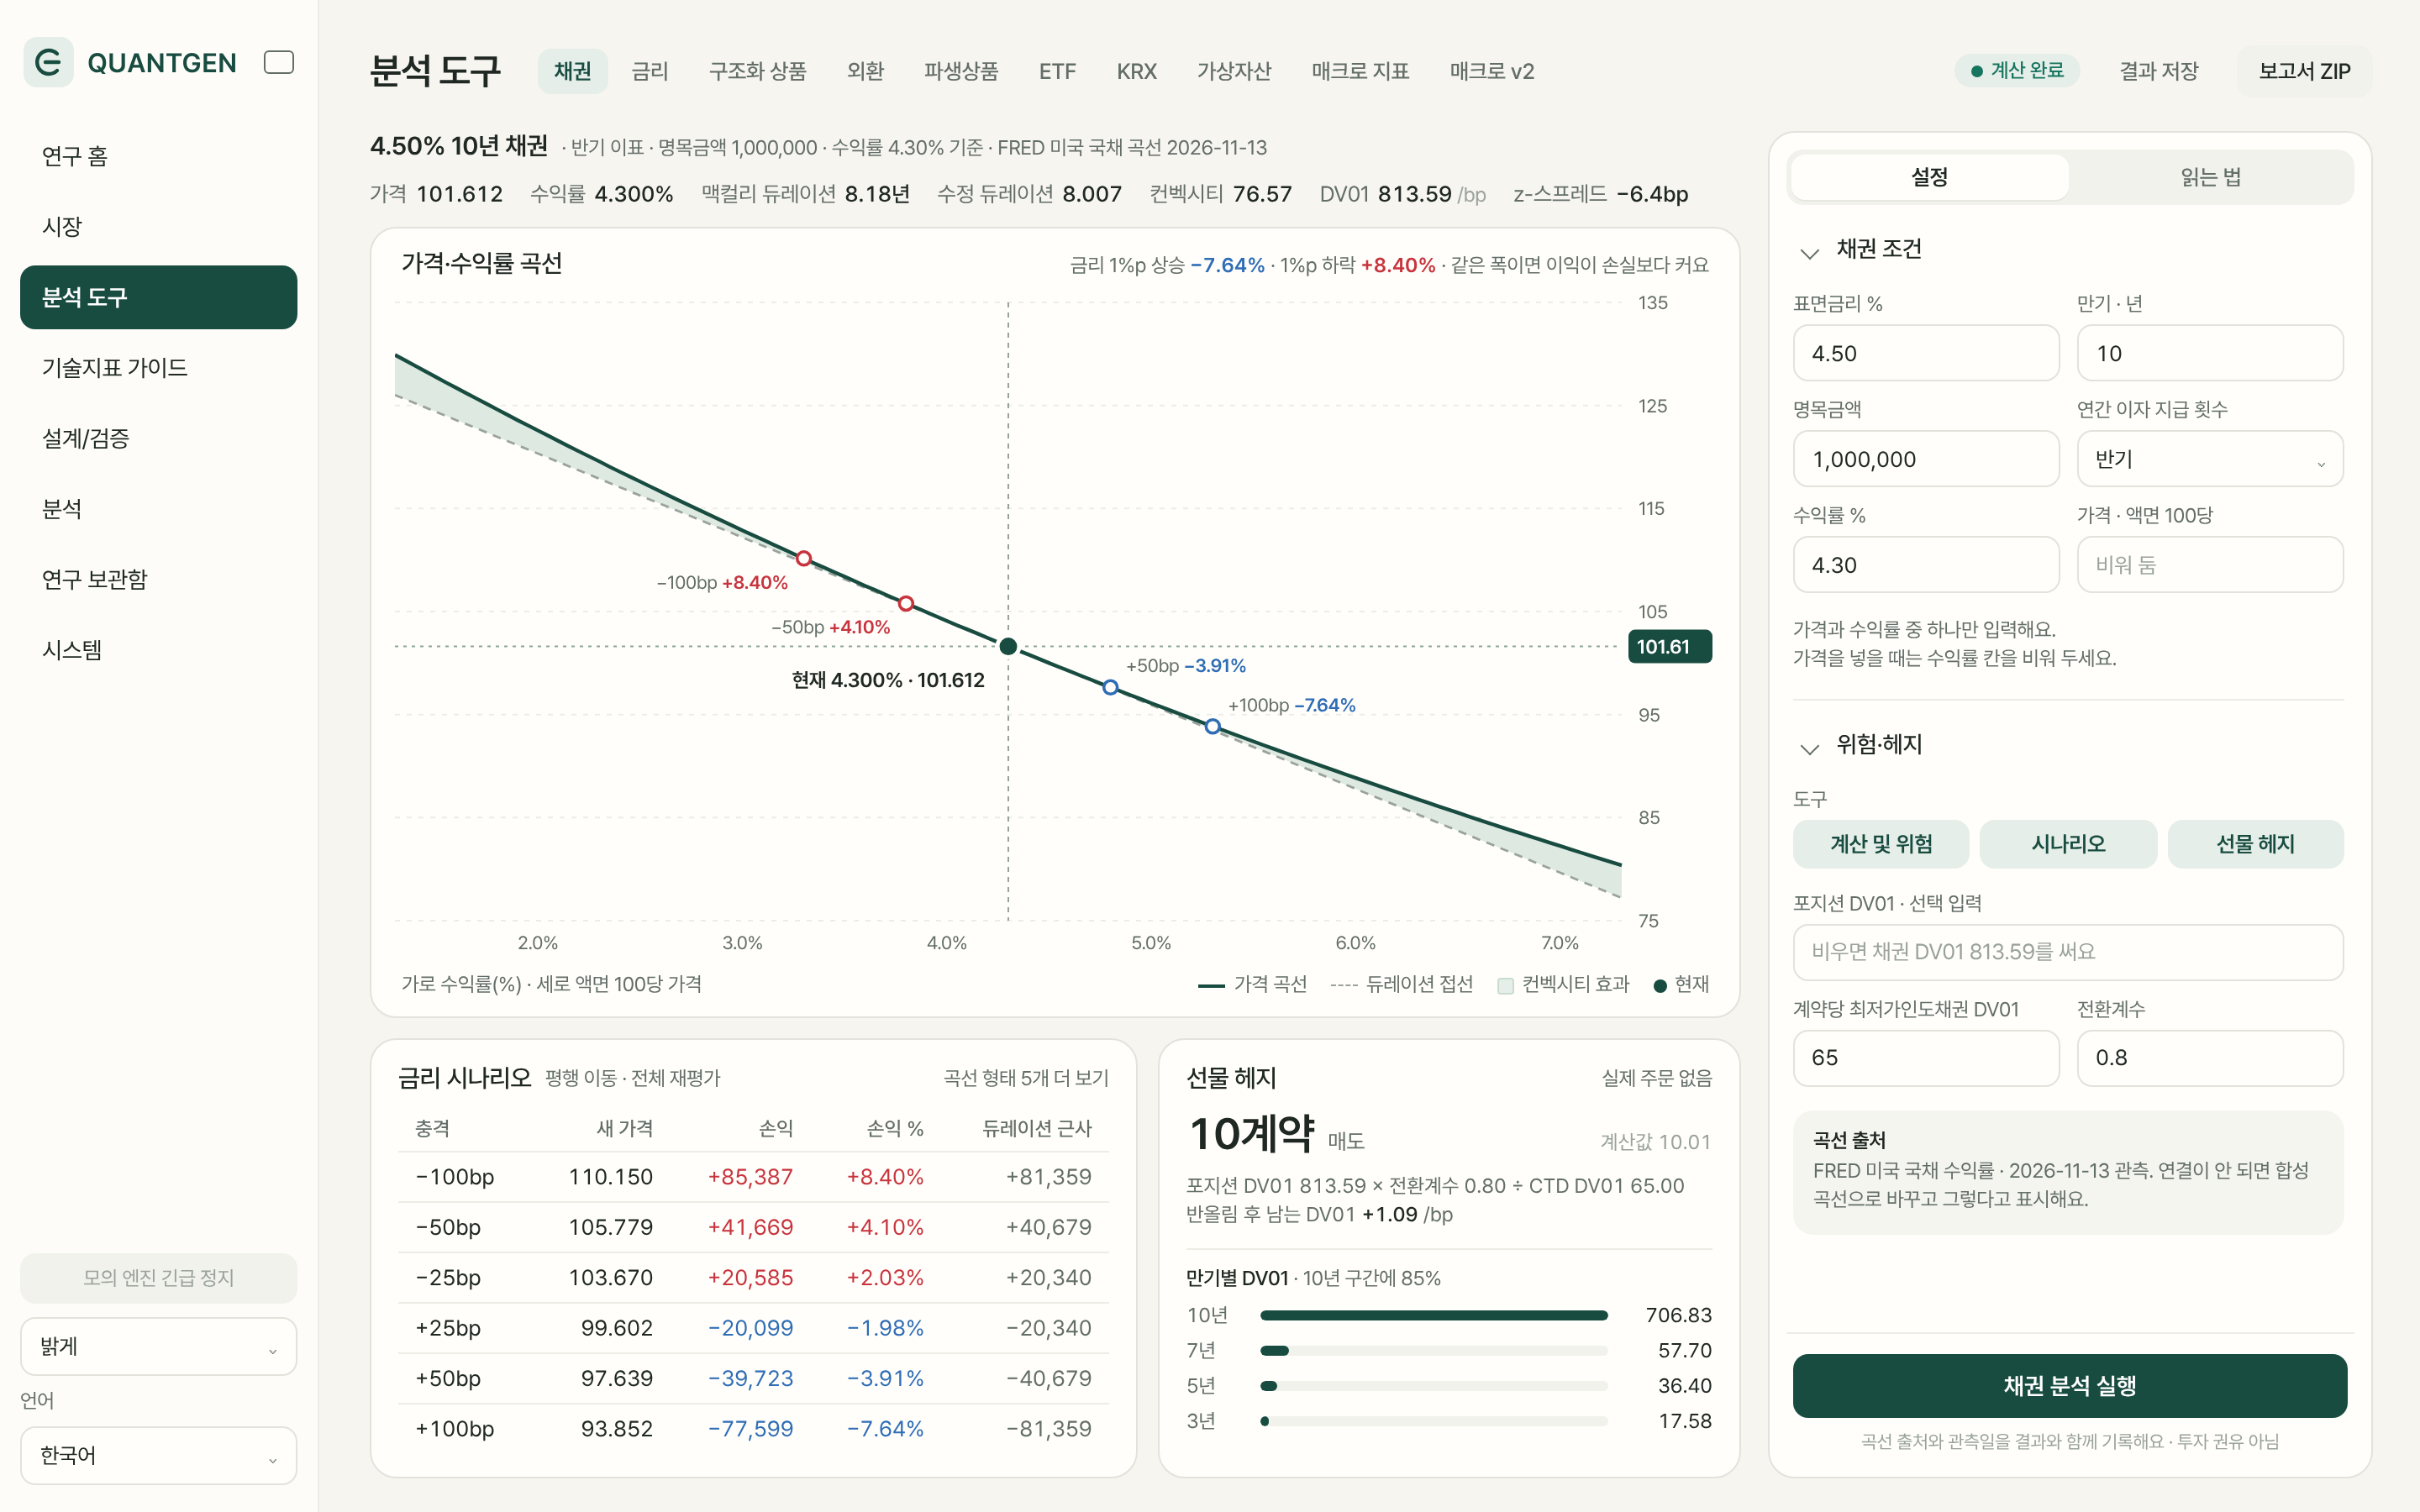 QUANTGEN
연구 홈
시장
분석 도구
기술지표 가이드
설계/검증
분석
연구 보관함
시스템
모의 엔진 긴급 정지
밝게
언어
한국어
분석 도구
채권 금리 구조화 상품 외환 파생상품 ETF KRX 가상자산 매크로 지표 매크로 v2
계산 완료 결과 저장 보고서 ZIP
4.50% 10년 채권 · 반기 이표 · 명목금액 1,000,000 · 수익률 4.30% 기준 · FRED 미국 국채 곡선 2026-11-13
가격 101.612 수익률 4.300% 맥컬리 듀레이션 8.18년 수정 듀레이션 8.007 컨벡시티 76.57 DV01 813.59 /bp z-스프레드 −6.4bp
가격·수익률 곡선
금리 1%p 상승 −7.64% · 1%p 하락 +8.40% · 같은 폭이면 이익이 손실보다 커요
135
125
115
105
101.61
95
85
75
−100bp +8.40%
−50bp +4.10%
현재 4.300% · 101.612
+50bp −3.91%
+100bp −7.64%
2.0% 3.0% 4.0% 5.0% 6.0% 7.0%
가로 수익률(%) · 세로 액면 100당 가격
가격 곡선 듀레이션 접선 컨벡시티 효과 현재
금리 시나리오 평행 이동 · 전체 재평가 곡선 형태 5개 더 보기
충격 새 가격 손익 손익 % 듀레이션 근사
−100bp 110.150 +85,387 +8.40% +81,359
−50bp 105.779 +41,669 +4.10% +40,679
−25bp 103.670 +20,585 +2.03% +20,340
+25bp 99.602 −20,099 −1.98% −20,340
+50bp 97.639 −39,723 −3.91% −40,679
+100bp 93.852 −77,599 −7.64% −81,359
선물 헤지 실제 주문 없음
10계약 매도 계산값 10.01
포지션 DV01 813.59 × 전환계수 0.80 ÷ CTD DV01 65.00
반올림 후 남는 DV01 +1.09 /bp
만기별 DV01 · 10년 구간에 85%
10년 706.83
7년 57.70
5년 36.40
3년 17.58
설정 읽는 법
채권 조건
표면금리 % 만기 · 년
4.50 10
명목금액 연간 이자 지급 횟수
1,000,000 반기
수익률 % 가격 · 액면 100당
4.30 비워 둠
가격과 수익률 중 하나만 입력해요.
가격을 넣을 때는 수익률 칸을 비워 두세요.
위험·헤지
도구
계산 및 위험 시나리오 선물 헤지
포지션 DV01 · 선택 입력
비우면 채권 DV01 813.59를 써요
계약당 최저가인도채권 DV01 전환계수
65 0.8
곡선 출처
FRED 미국 국채 수익률 · 2026-11-13 관측. 연결이 안 되면 합성
곡선으로 바꾸고 그렇다고 표시해요.
채권 분석 실행
곡선 출처와 관측일을 결과와 함께 기록해요 · 투자 권유 아님